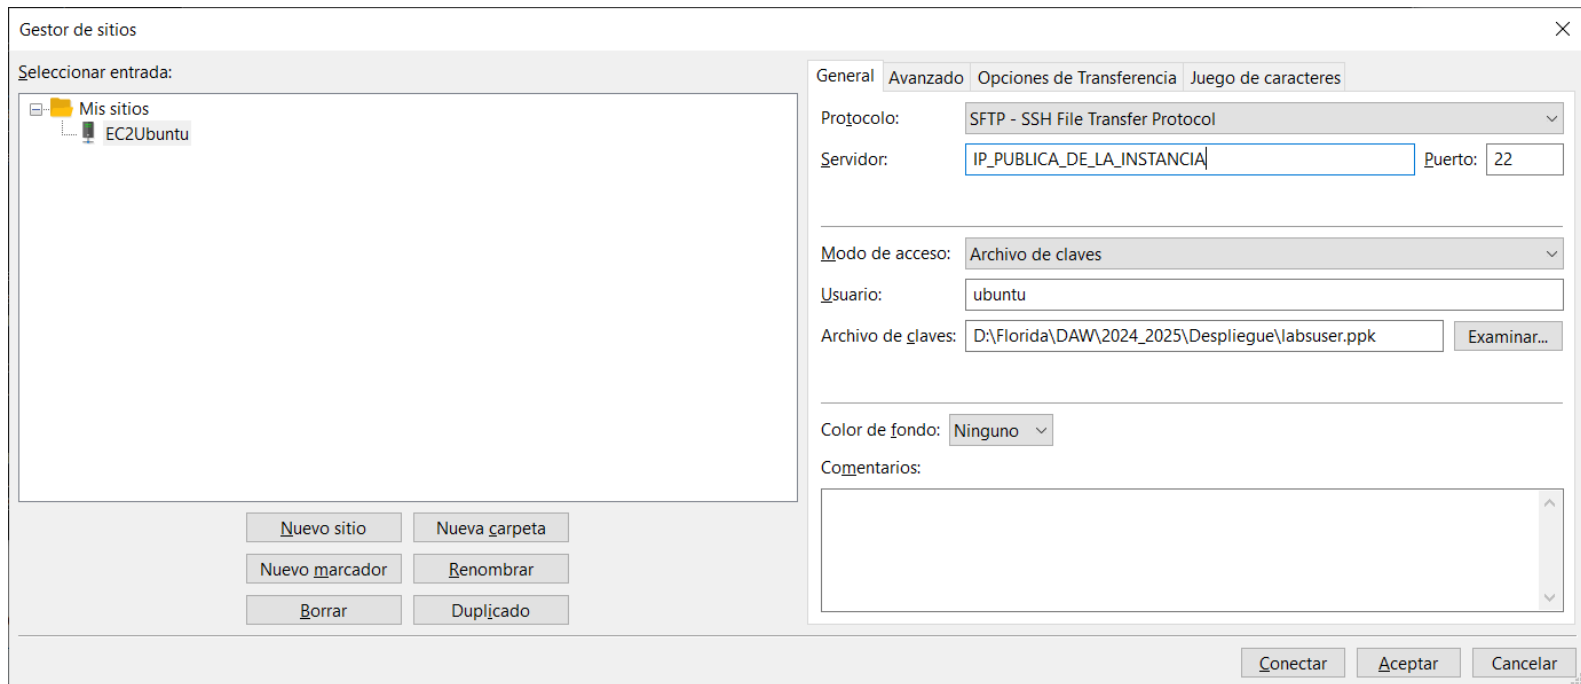 Gestor de sitios
Seleccionar entrada:
Mis sitios
EC2Ubuntu
Nuevo sitio Nueva carpeta
Nuevo marcador Renombrar
Borrar Duplicado
General Avanzado Opciones de Transferencia Juego de caracteres
Protocolo: SFTP - SSH File Transfer Protocol
Servidor: IP_PUBLICA_DE_LA_INSTANCIA Puerto: 22
Modo de acceso: Archivo de claves
Usuario: ubuntu
Archivo de claves: D:\Florida\DAW\2024_2025\Despliegue\labsuser.ppk Examinar...
Color de fondo: Ninguno
Comentarios:
Conectar Aceptar Cancelar